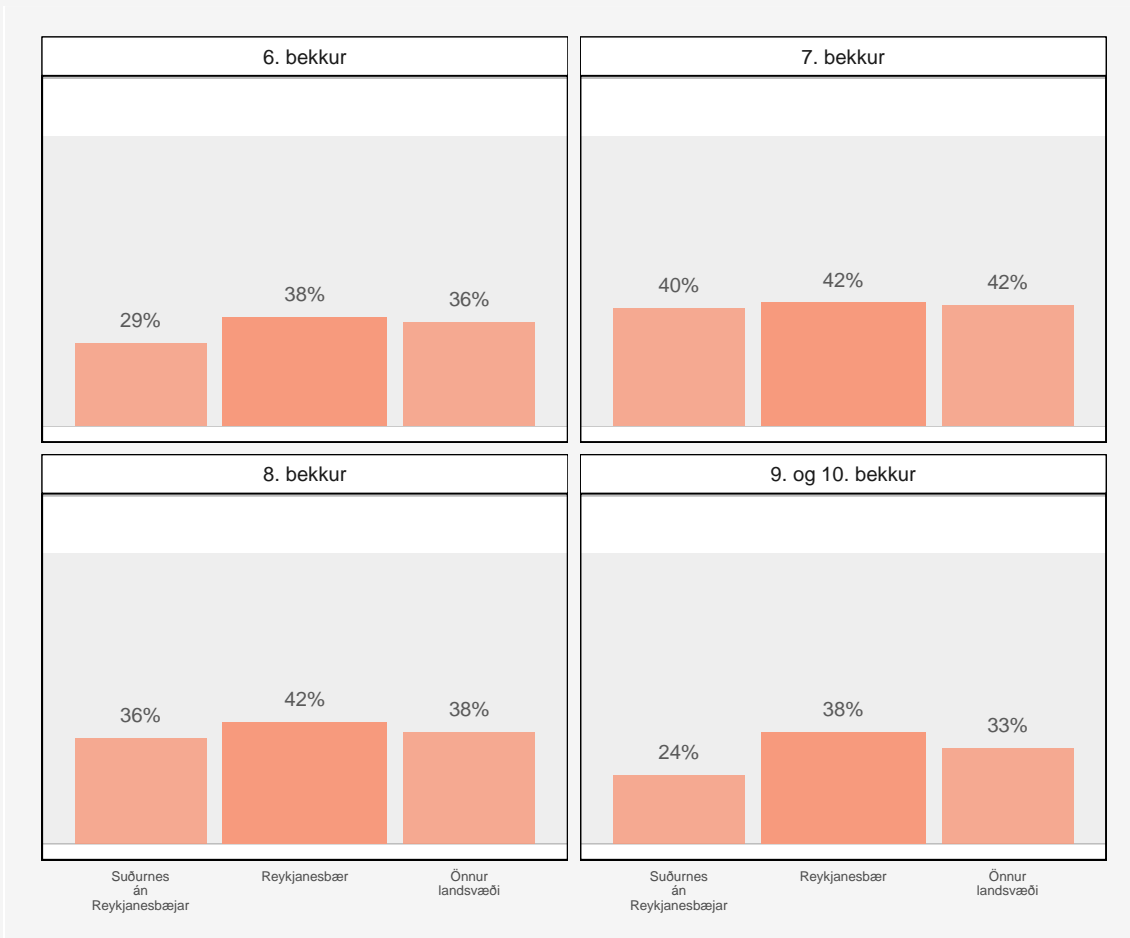 6. bekkur
29%
38%
36%
7. bekkur
40%
42%
42%
8. bekkur
36%
42%
38%
9. og 10. bekkur
24%
38%
33%
Suðurnes
án
Reykjanesbæjar
Reykjanesbær
Önnur
landsvæði
Suðurnes
án
Reykjanesbæjar
Reykjanesbær
Önnur
landsvæði